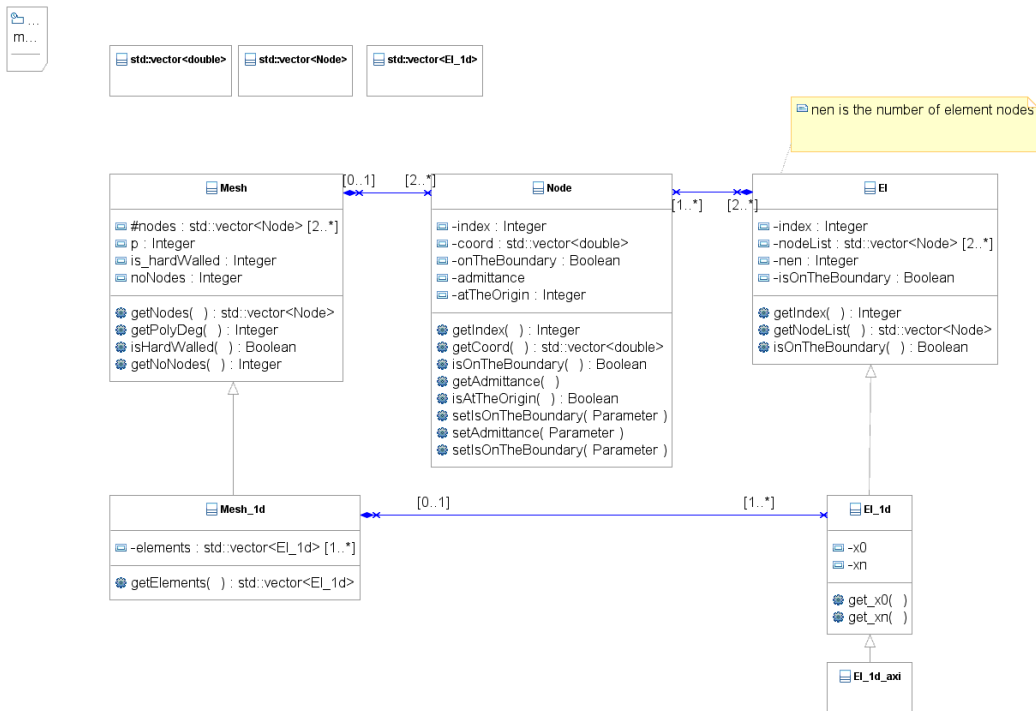 ...
m...
std::vector<double>
std::vector<Node>
std::vector<El_1d>
nen is the number of element nodes
Mesh
#nodes : std::vector<Node> [2..*]
p : Integer
is_hardWalled : Integer
noNodes : Integer
getNodes( ) : std::vector<Node>
getPolyDeg( ) : Integer
isHardWalled( ) : Boolean
getNoNodes( ) : Integer
[0..1]
[2..*]
Node
-index : Integer
-coord : std::vector<double>
-onTheBoundary : Boolean
-admittance
-atTheOrigin : Integer
getIndex( ) : Integer
getCoord( ) : std::vector<double>
isOnTheBoundary( ) : Boolean
getAdmittance( )
isAtTheOrigin( ) : Boolean
setIsOnTheBoundary( Parameter )
setAdmittance( Parameter )
setIsOnTheBoundary( Parameter )
[1..*]
[2..*]
El
-index : Integer
-nodeList : std::vector<Node> [2..*]
-nen : Integer
-isOnTheBoundary : Boolean
getIndex( ) : Integer
getNodeList( ) : std::vector<Node>
isOnTheBoundary( ) : Boolean
Mesh_1d
-elements : std::vector<El_1d> [1..*]
getElements( ) : std::vector<El_1d>
[0..1]
[1..*]
El_1d
-x0
-xn
get_x0( )
get_xn( )
El_1d_axi